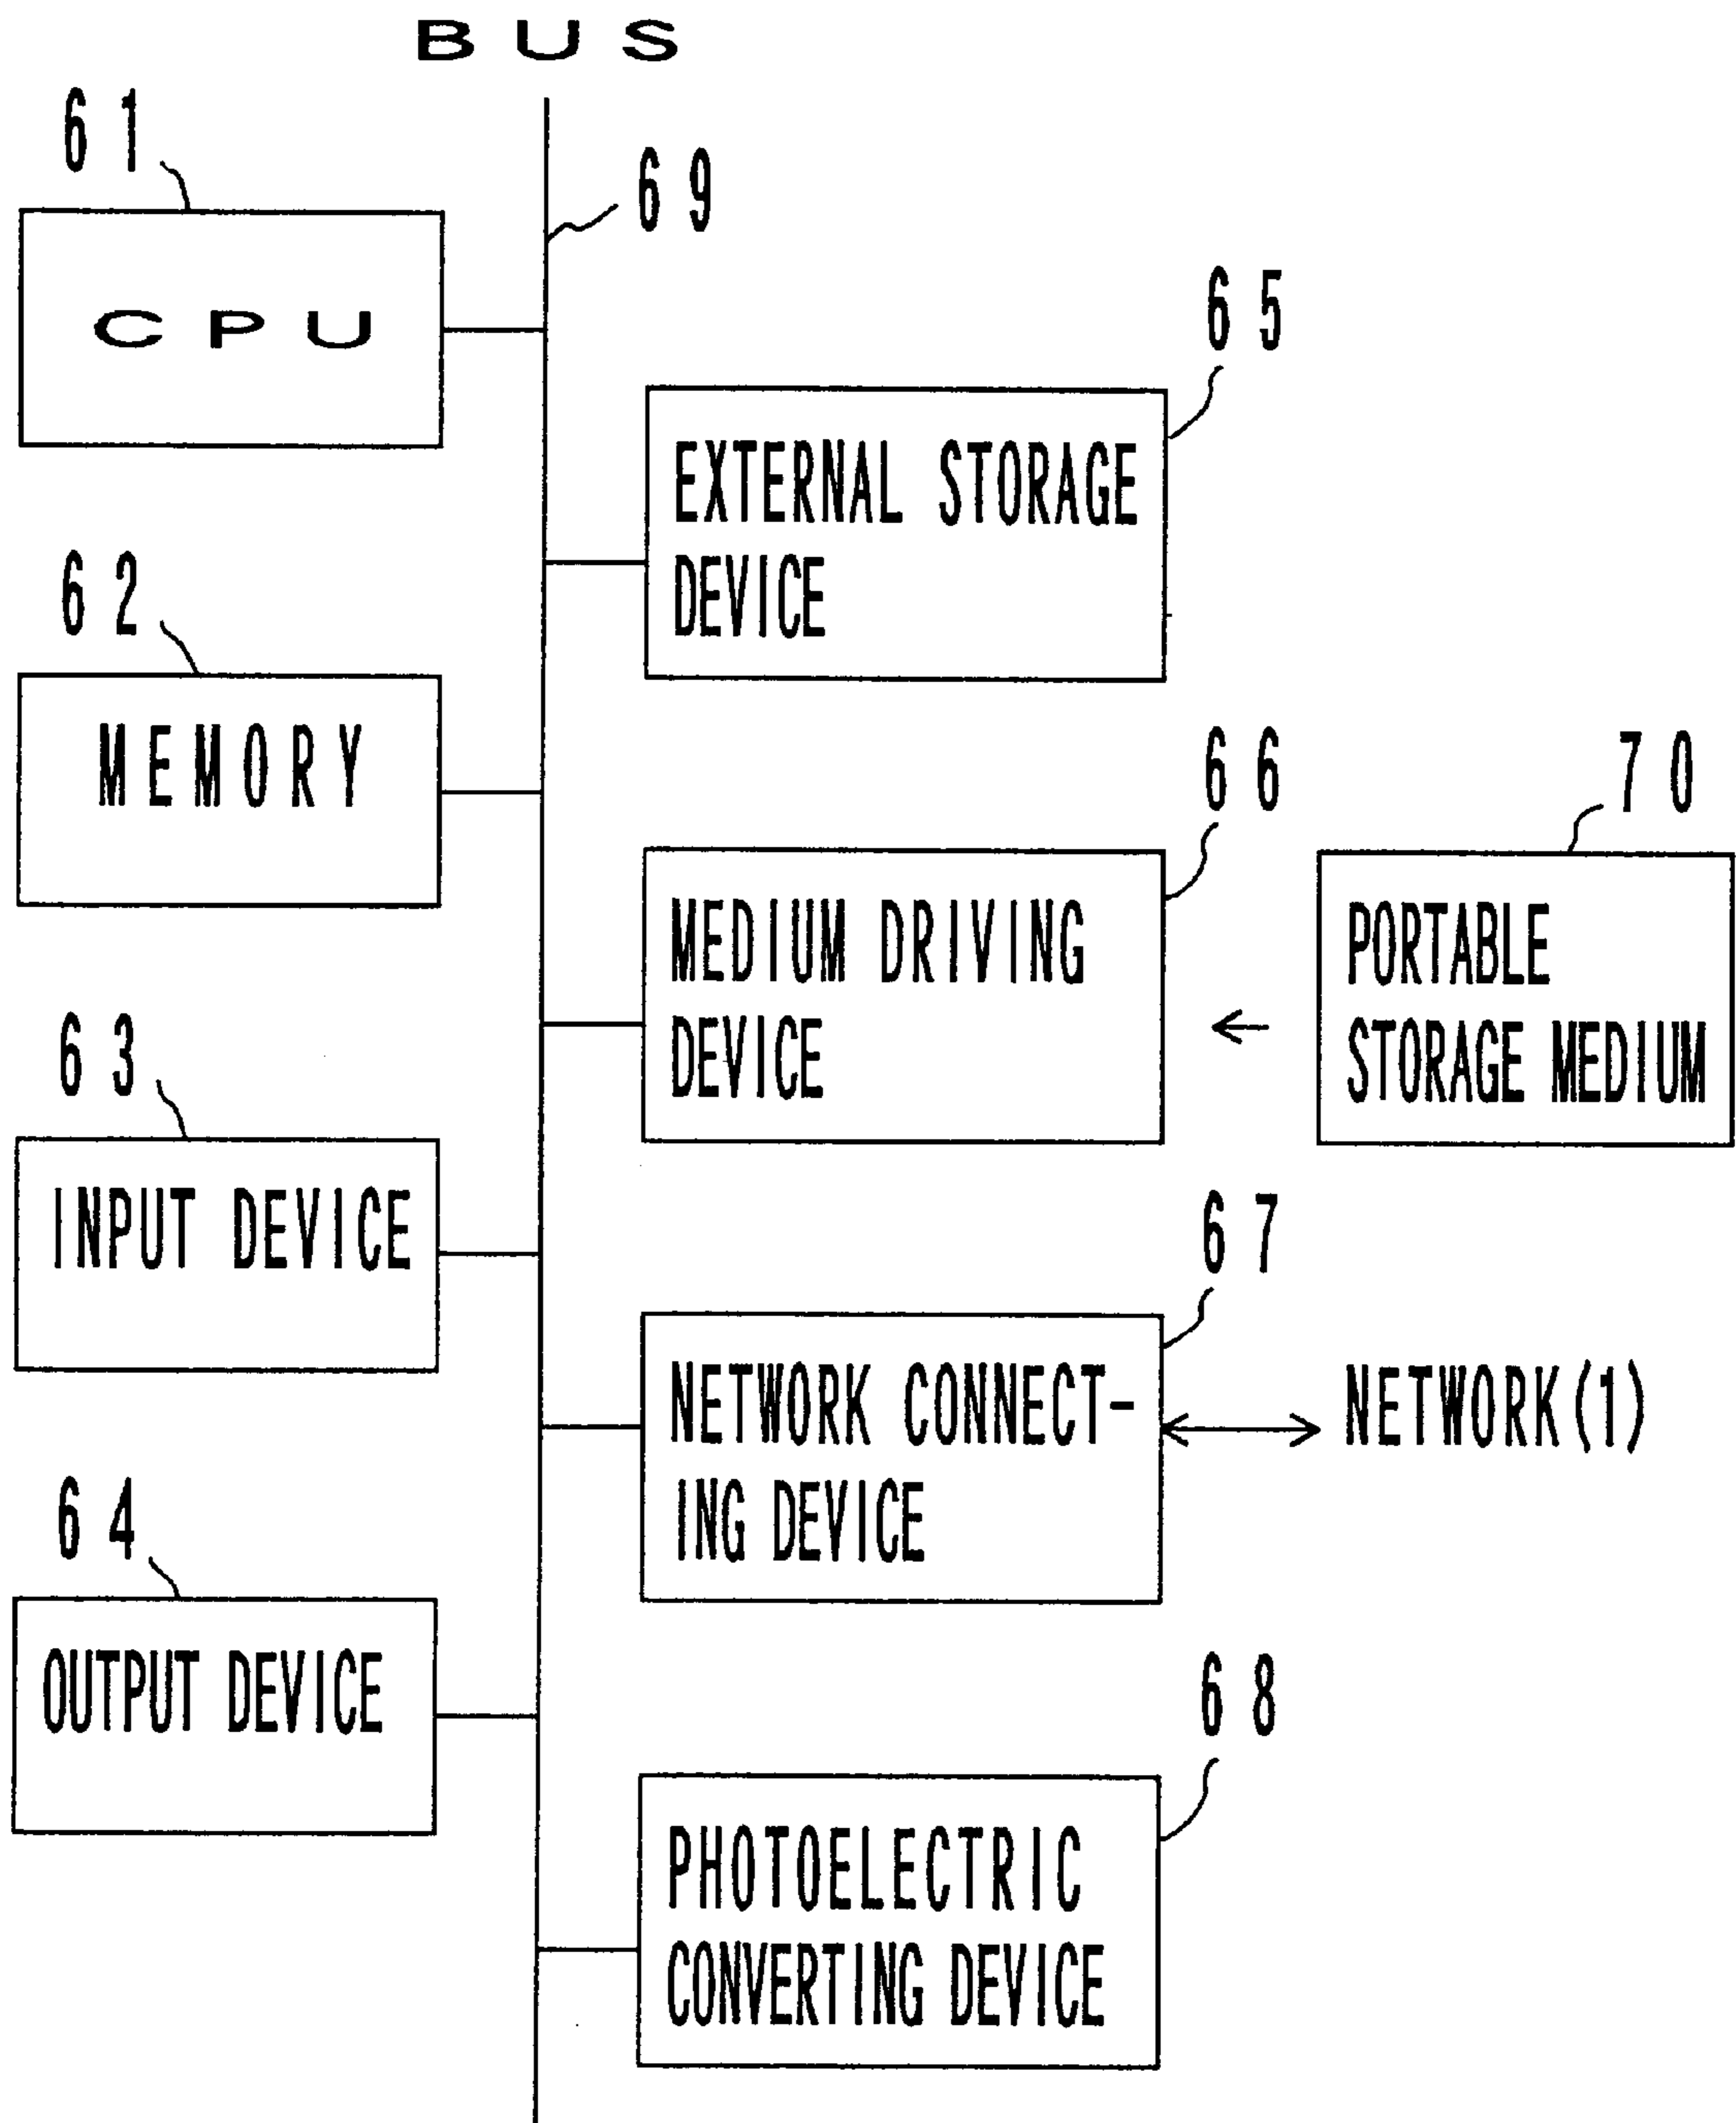 BUS
61
CPU
69
65
EXTERNAL STORAGE
DEVICE
62
MEMORY
66
MEDIUM DRIVING
DEVICE
70
PORTABLE
STORAGE MEDIUM
63
INPUT DEVICE
67
NETWORK CONNECT-
ING DEVICE
NETWORK(1)
64
OUTPUT DEVICE
68
PHOTOELECTRIC
CONVERTING DEVICE